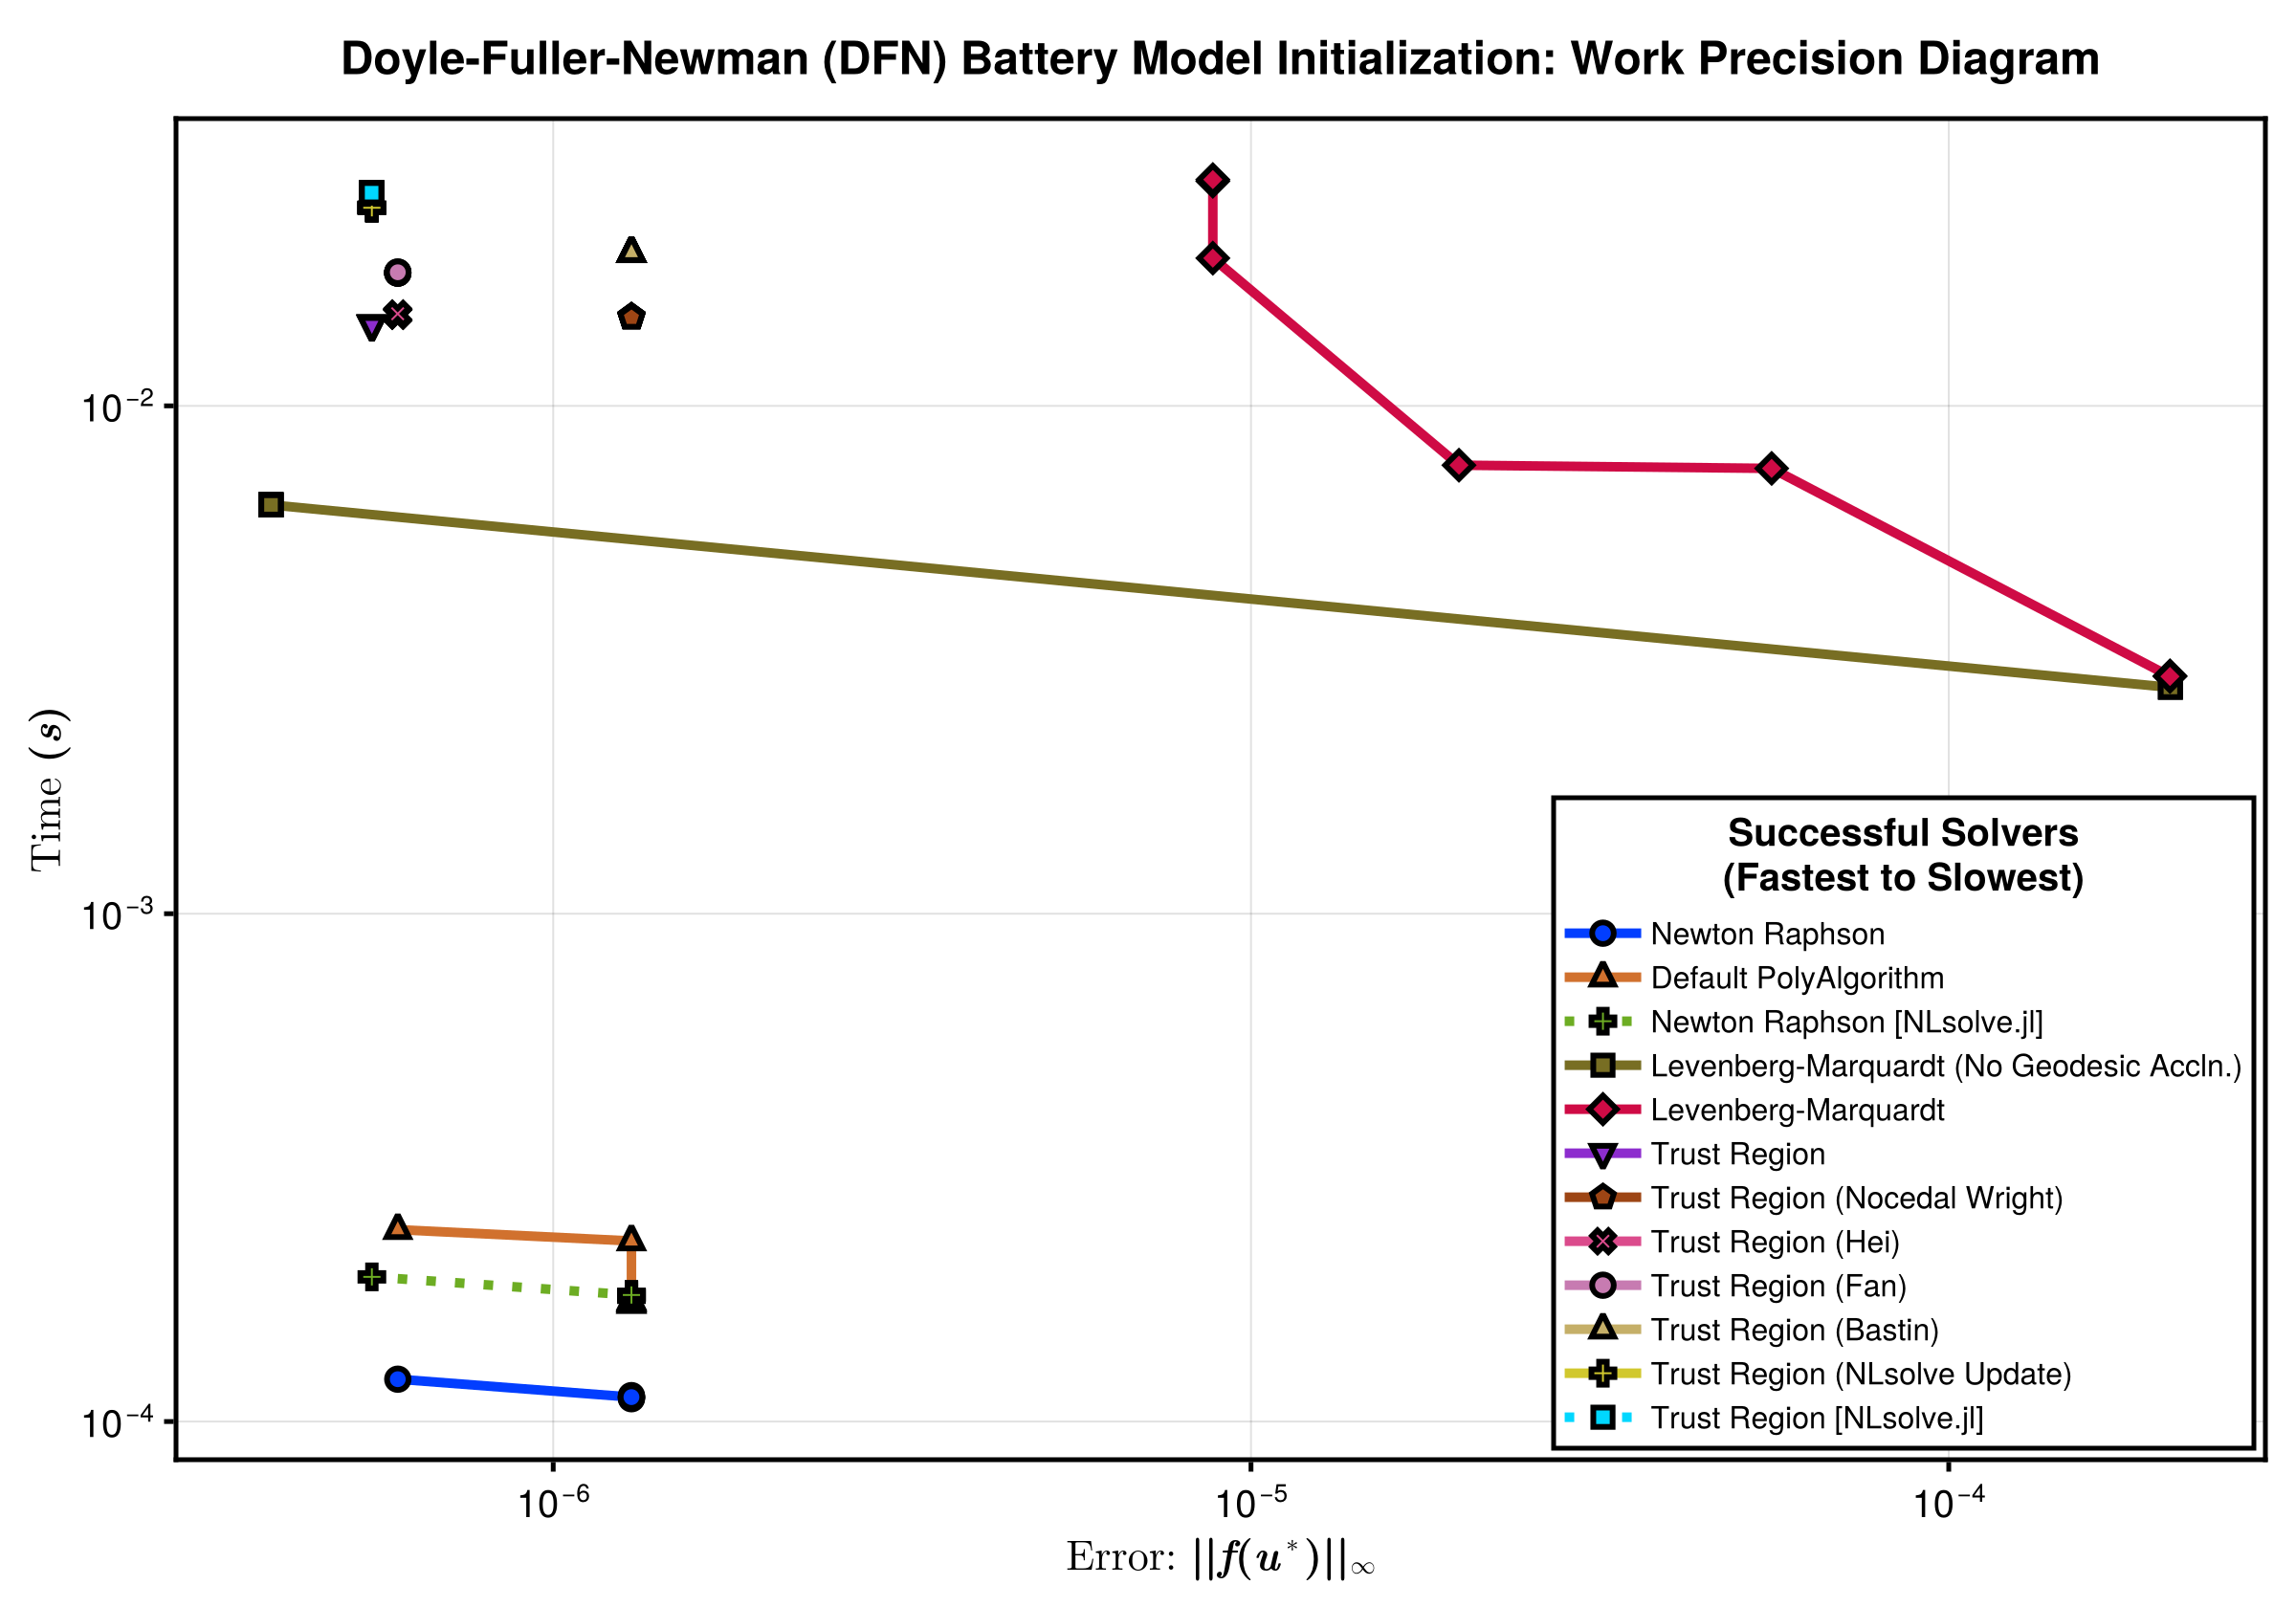 Doyle-Fuller-Newman (DFN) Battery Model Initialization: Work Precision Diagram
Time (s)
10⁻²
10⁻³
10⁻⁴
Successful Solvers
(Fastest to Slowest)
Newton Raphson
Default PolyAlgorithm
Newton Raphson [NLsolve.jl]
Levenberg-Marquardt (No Geodesic Accln.)
Levenberg-Marquardt
Trust Region
Trust Region (Nocedal Wright)
Trust Region (Hei)
Trust Region (Fan)
Trust Region (Bastin)
Trust Region (NLsolve Update)
Trust Region [NLsolve.jl]
10⁻⁶
10⁻⁵
10⁻⁴
Error: ||f(u*)||∞